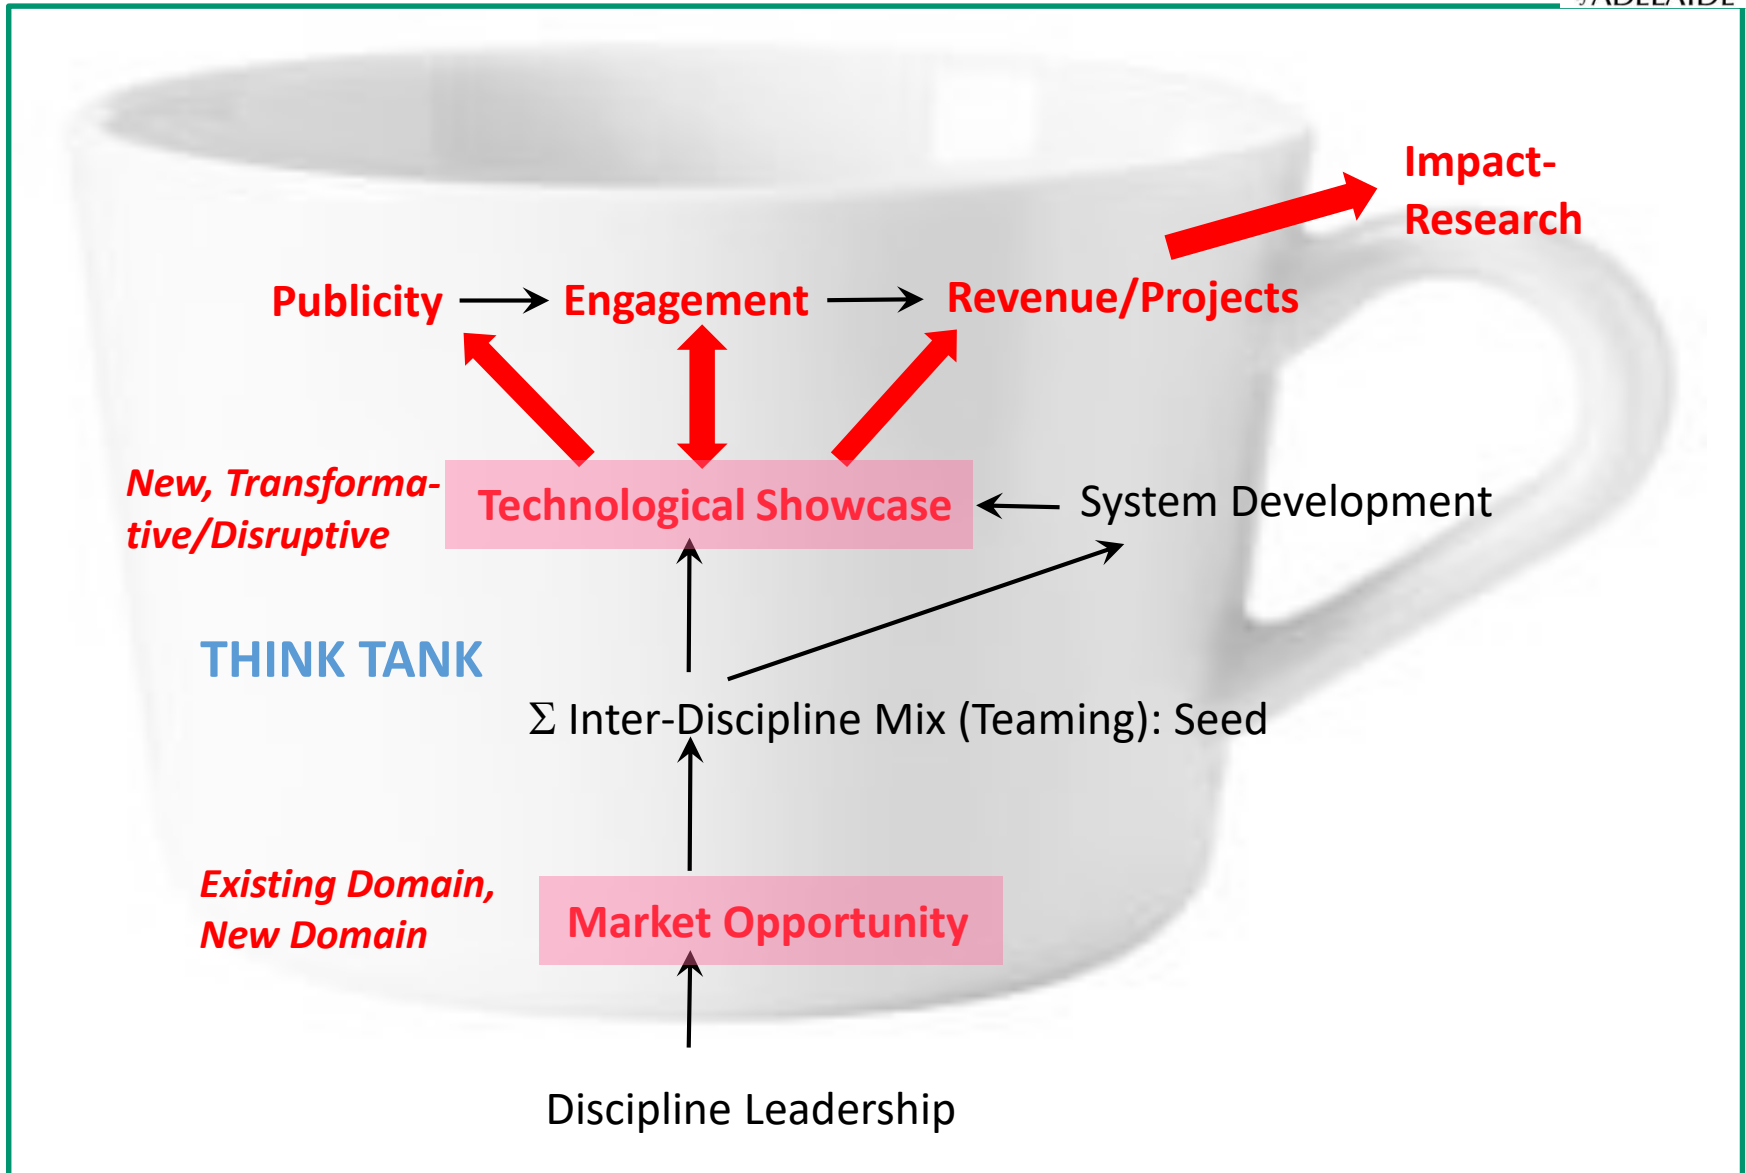 Impact-
Research
Publicity
Engagement
Revenue/Projects
New, Transforma-
tive/Disruptive
Technological Showcase
System Development
THINK TANK
Σ Inter-Discipline Mix (Teaming): Seed
Existing Domain,
New Domain
Market Opportunity
Discipline Leadership